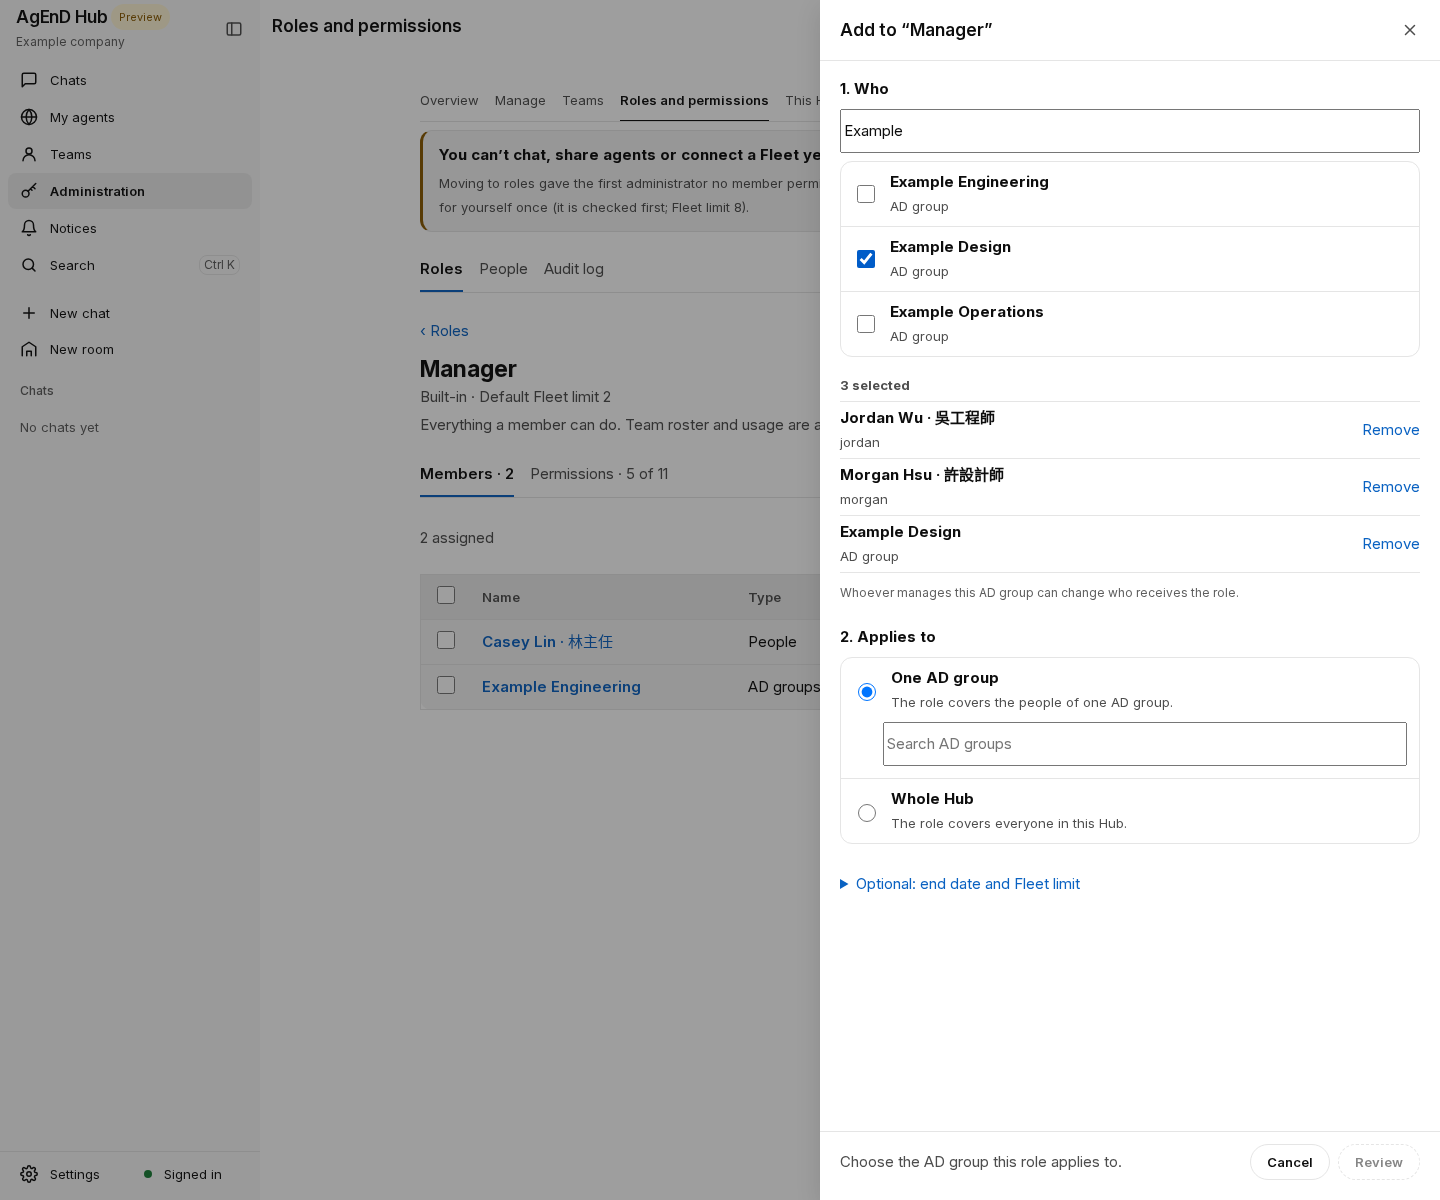 AgEnD Hub Preview
Example company
Chats
My agents
Teams
Administration
Notices
Search Ctrl K
New chat
New room
Chats
No chats yet
Settings
Signed in
Roles and permissions
Overview Manage Teams Roles and permissions This H
You can’t chat, share agents or connect a Fleet ye
Moving to roles gave the first administrator no member perm
for yourself once (it is checked first; Fleet limit 8).
Roles People Audit log
‹ Roles
Manager
Built-in · Default Fleet limit 2
Everything a member can do. Team roster and usage are a
Members · 2 Permissions · 5 of 11
2 assigned
Name Type
Casey Lin · 林主任 People
Example Engineering AD groups
Add to “Manager”
1. Who
Example
Example Engineering
AD group
Example Design
AD group
Example Operations
AD group
3 selected
Jordan Wu · 吳工程師
jordan
Remove
Morgan Hsu · 許設計師
morgan
Remove
Example Design
AD group
Remove
Whoever manages this AD group can change who receives the role.
2. Applies to
One AD group
The role covers the people of one AD group.
Search AD groups
Whole Hub
The role covers everyone in this Hub.
Optional: end date and Fleet limit
Choose the AD group this role applies to.
Cancel
Review